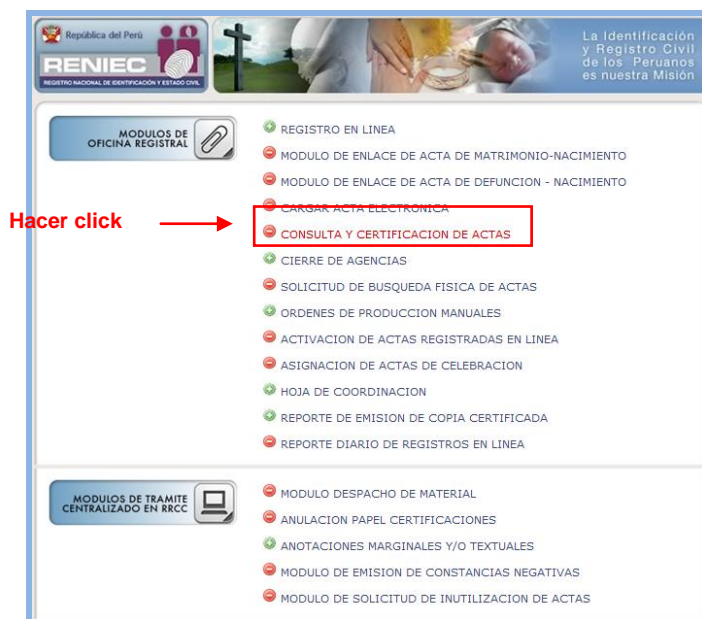 República del Perú
RENIEC
REGISTRO NACIONAL DE IDENTIFICACIÓN Y ESTADO CIVIL
La Identificación
y Registro Civil
de los Peruanos
es nuestra Misión
MODULOS DE
OFICINA REGISTRAL
REGISTRO EN LINEA
MODULO DE ENLACE DE ACTA DE MATRIMONIO-NACIMIENTO
MODULO DE ENLACE DE ACTA DE DEFUNCION - NACIMIENTO
CARGAR ACTA ELECTRONICA
Hacer click
CONSULTA Y CERTIFICACION DE ACTAS
CIERRE DE AGENCIAS
SOLICITUD DE BUSQUEDA FISICA DE ACTAS
ORDENES DE PRODUCCION MANUALES
ACTIVACION DE ACTAS REGISTRADAS EN LINEA
ASIGNACION DE ACTAS DE CELEBRACION
HOJA DE COORDINACION
REPORTE DE EMISION DE COPIA CERTIFICADA
REPORTE DIARIO DE REGISTROS EN LINEA
MODULOS DE TRAMITE
CENTRALIZADO EN RRCC
MODULO DESPACHO DE MATERIAL
ANULACION PAPEL CERTIFICACIONES
ANOTACIONES MARGINALES Y/O TEXTUALES
MODULO DE EMISION DE CONSTANCIAS NEGATIVAS
MODULO DE SOLICITUD DE INUTILIZACION DE ACTAS